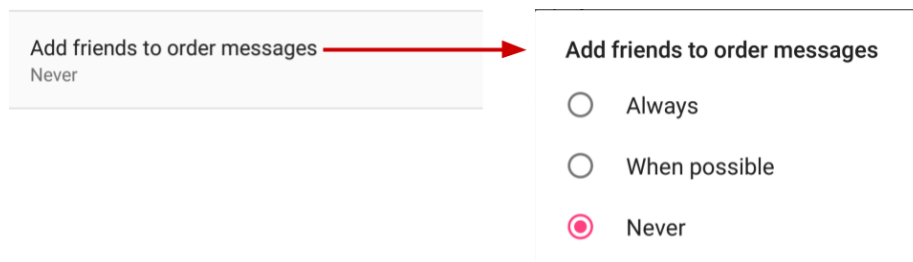 Add friends to order messages
Never
Add friends to order messages
Always
When possible
Never